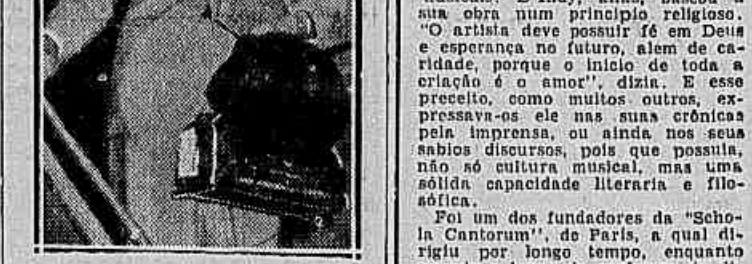 sua obra num principio religioso.
"O artista deve possuir fé em Deus
e esperança no futuro, alem de ca-
ridade, porque o inicio de toda a
criação é o amor", dizia. E esse
preceito, como muitos outros, ex-
pressava-os ele nas suas crônicas
pela imprensa, ou ainda nos seus
sabios discursos, pois que possuia,
não só cultura musical, mas uma
sólida capacidade literaria e filo-
sófica.
Foi um dos fundadores da "Scho-
la Cantorum", de Paris, a qual di-
rigiu por longo tempo, enquanto